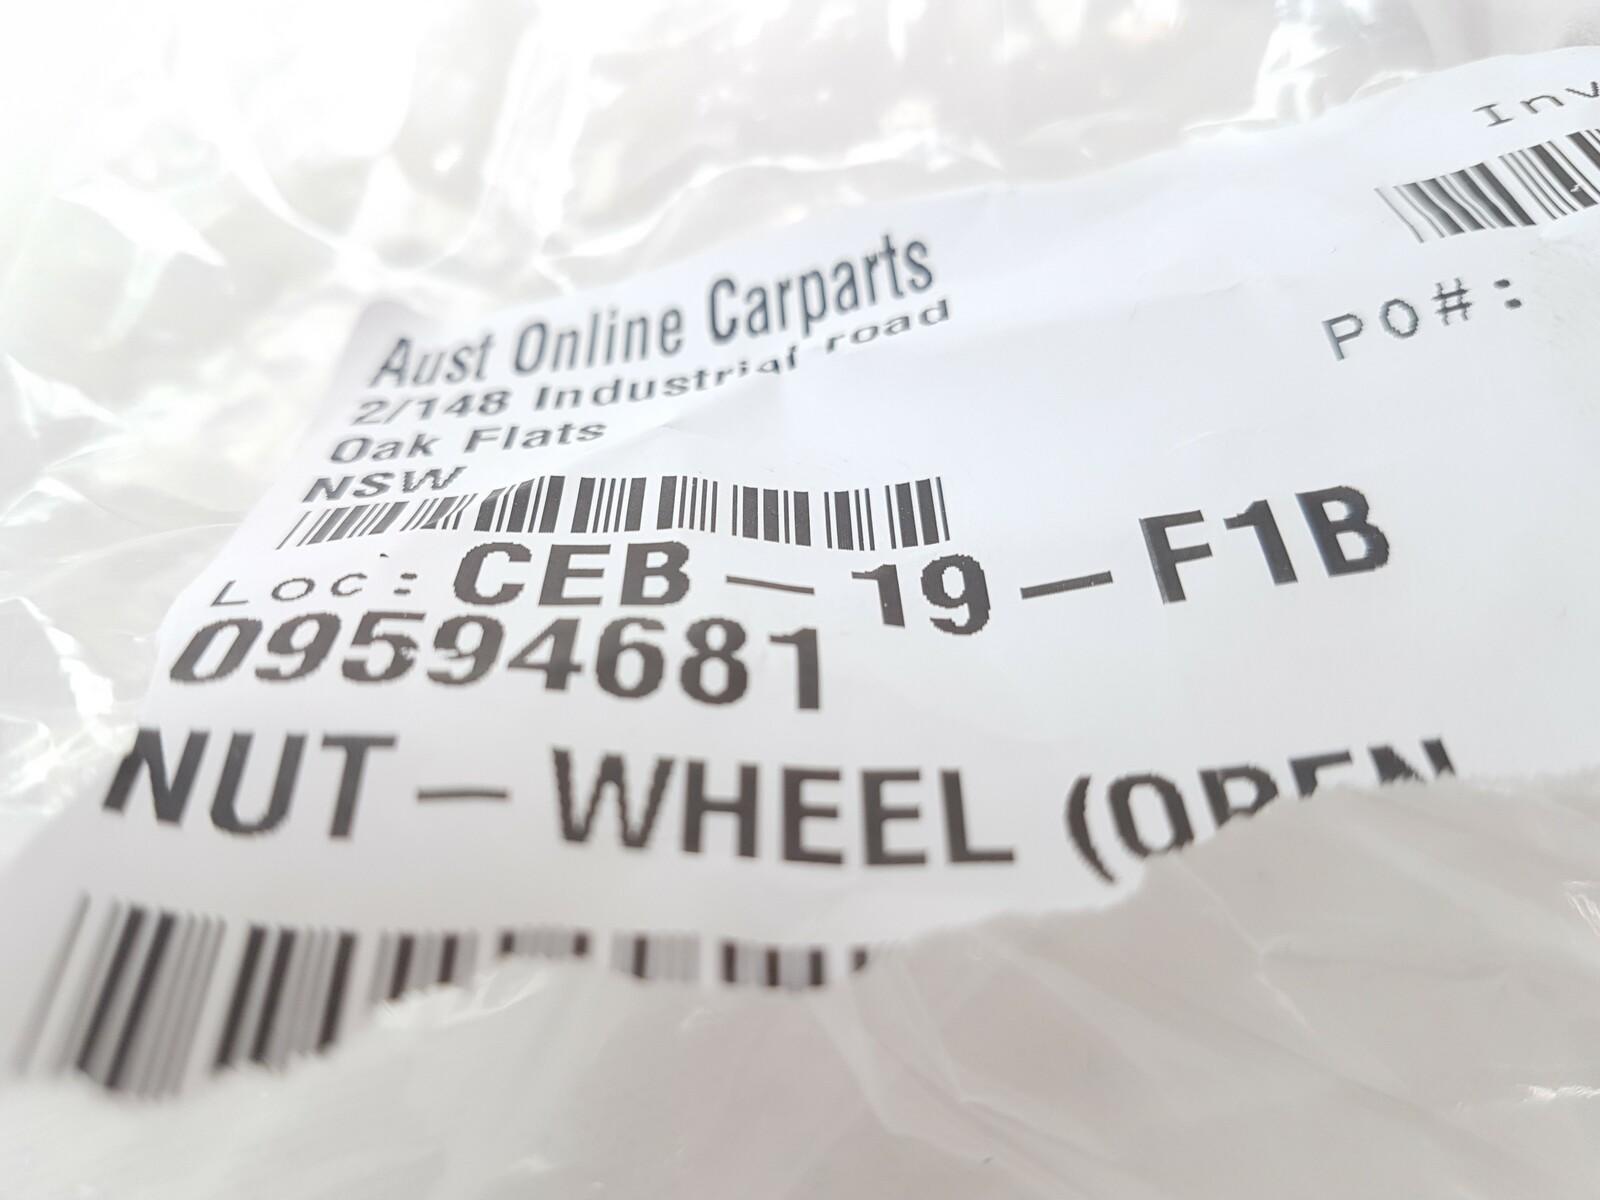 Aust Online Carparts
2/148 Industrial road
Oak Flats
NSW
Inv
PO#:
Loc: CEB-19-F1B
09594681
NUT-WHEEL (OPEN